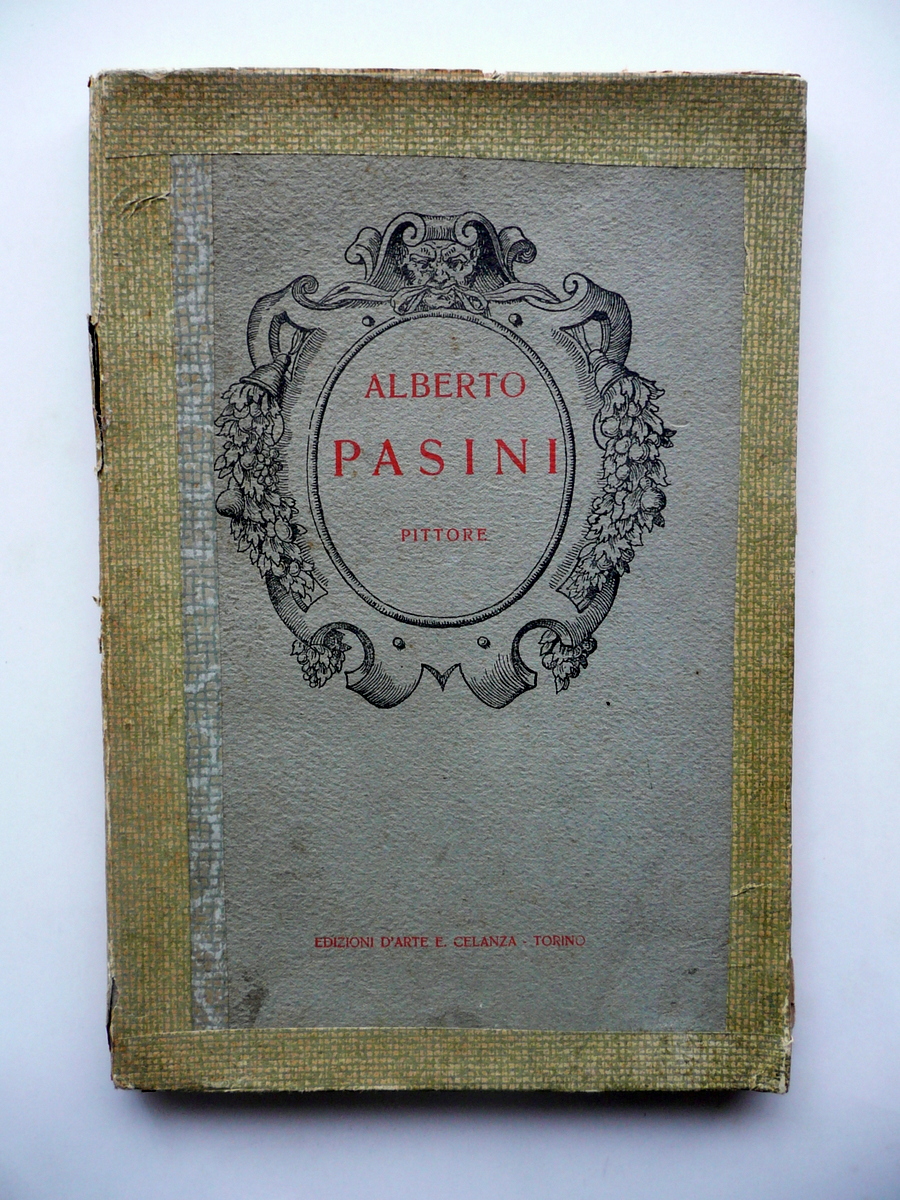 ALBERTO
PASINI
PITTORE
EDIZIONI D'ARTE E. CELANZA - TORINO